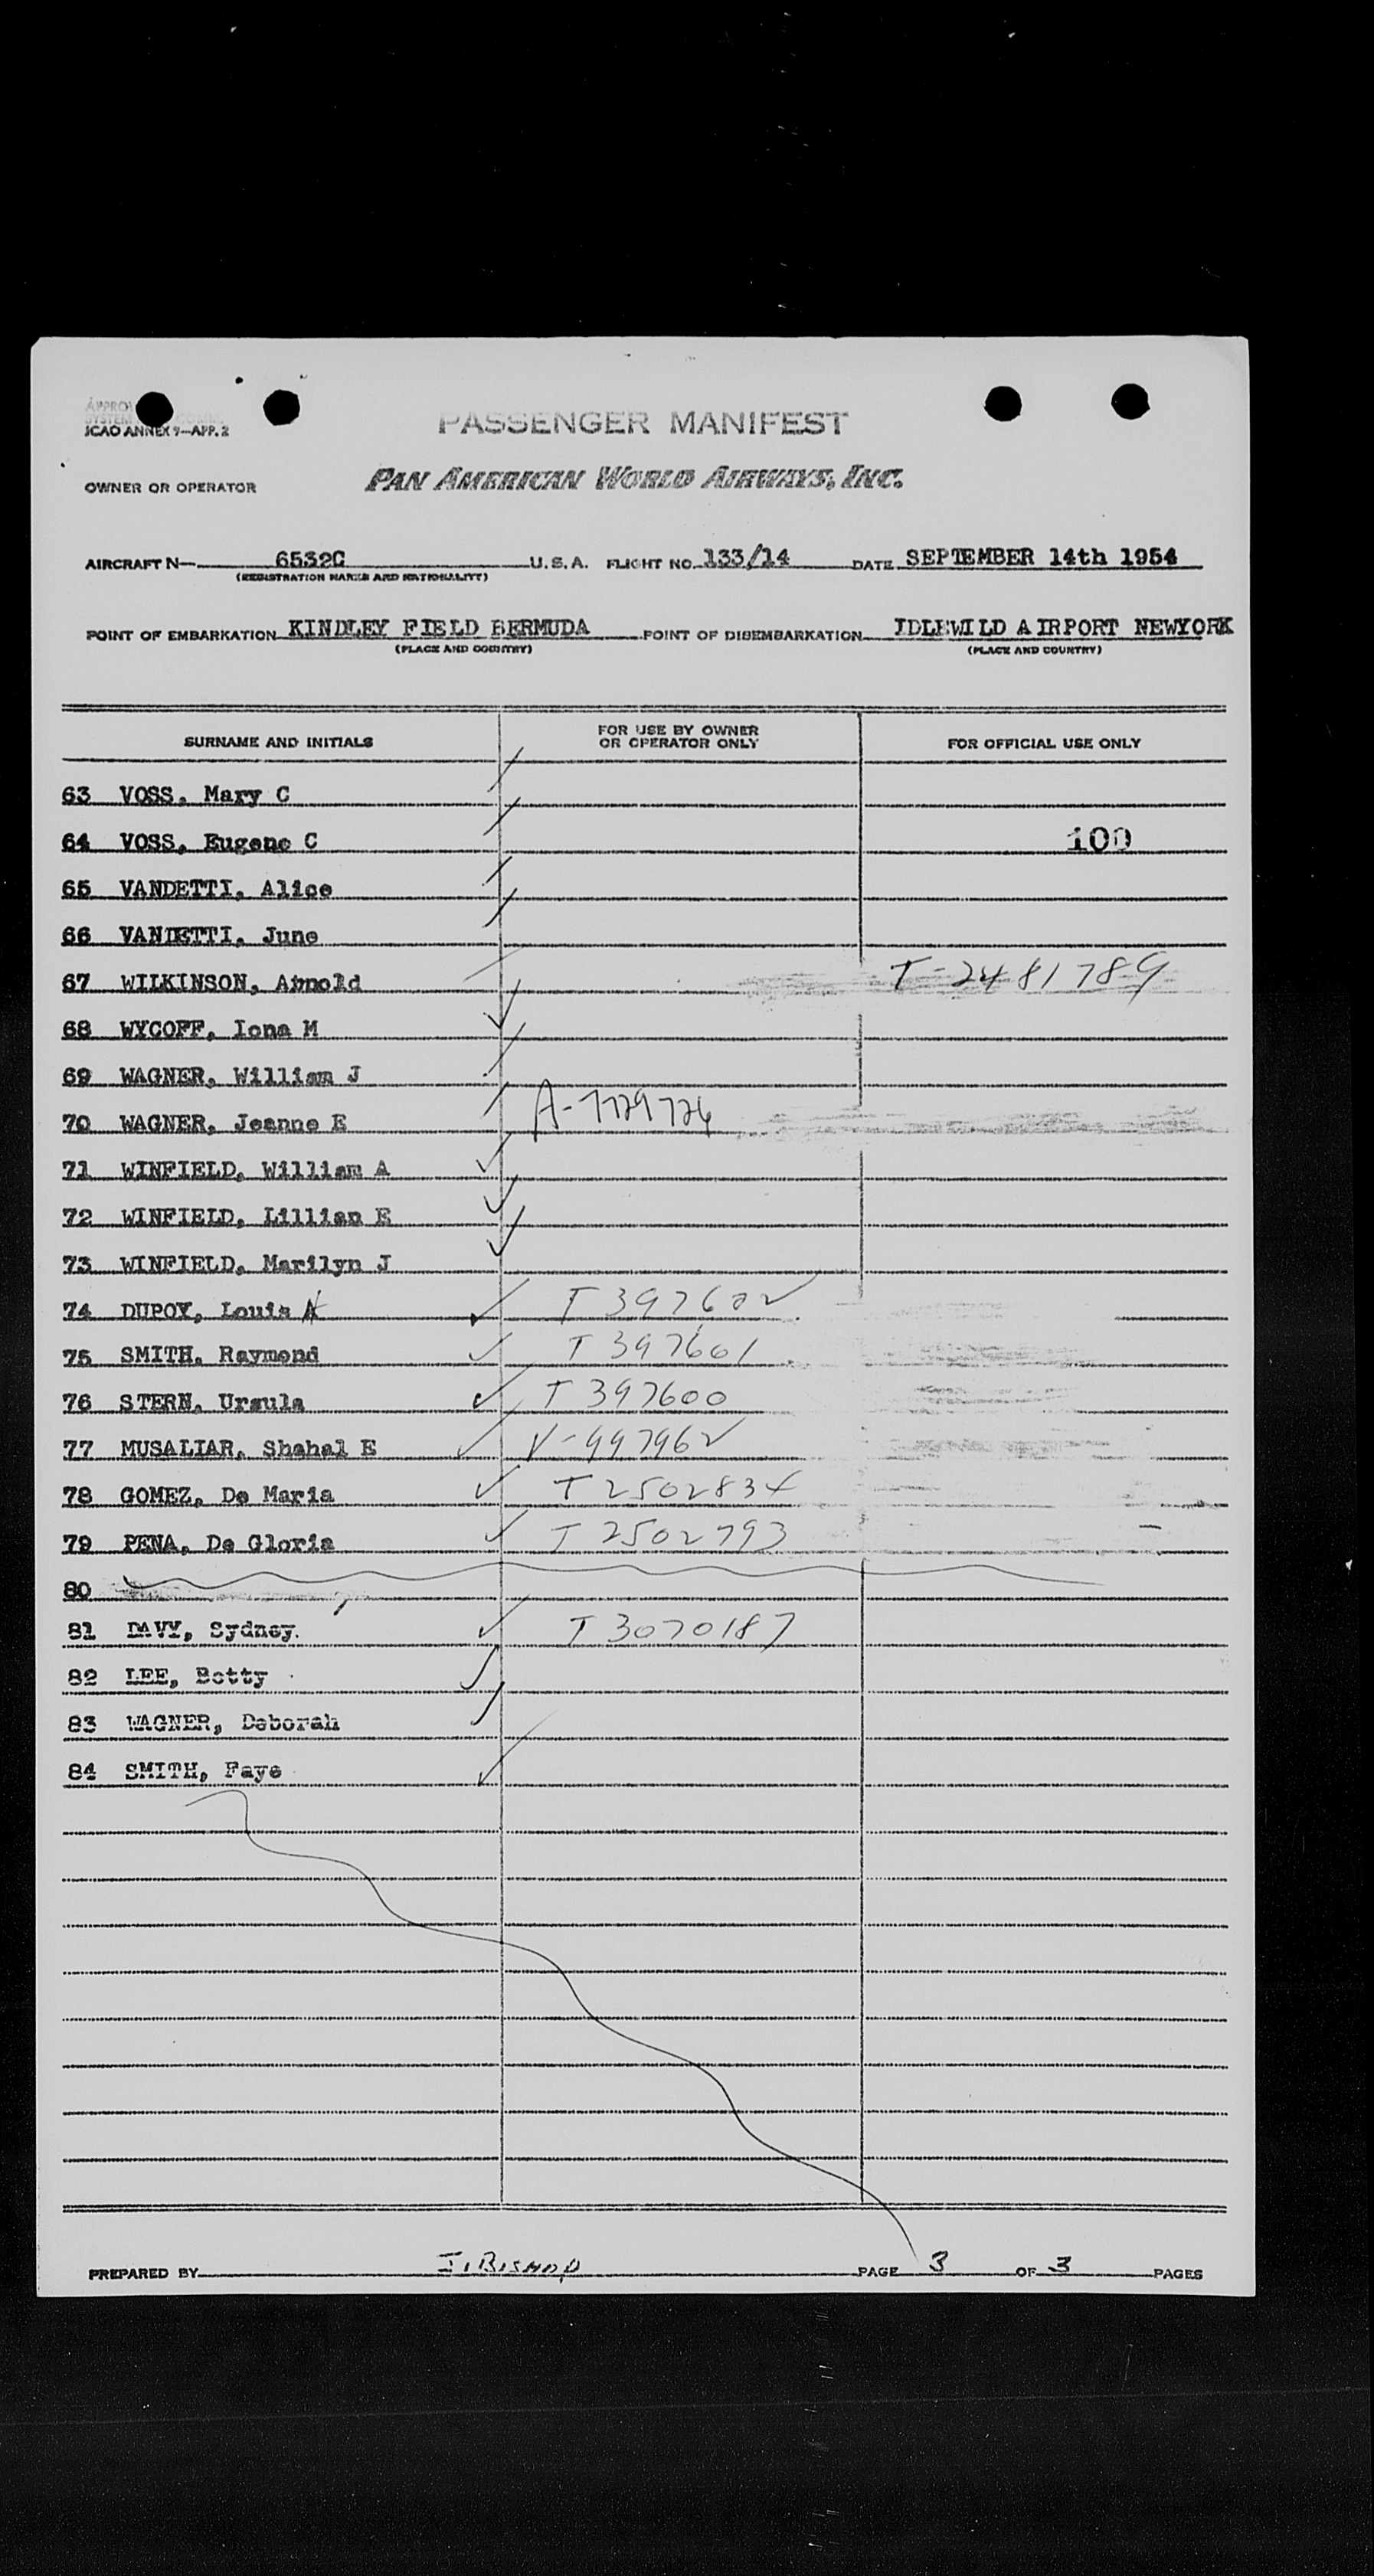 ICAO ANNEX 9—APP. 2
PASSENGER MANIFEST
OWNER OR OPERATOR PAN AMERICAN WORLD AIRWAYS, INC.
AIRCRAFT N— 6532C U.S.A. FLIGHT NO. 133/14 DATE SEPTEMBER 14th 1954
(REGISTRATION MARKS AND NATIONALITY)
POINT OF EMBARKATION KINDLEY FIELD BERMUDA POINT OF DISEMBARKATION IDLEWILD AIRPORT NEWYORK
(PLACE AND COUNTRY) (PLACE AND COUNTRY)
SURNAME AND INITIALS FOR USE BY OWNER OR OPERATOR ONLY FOR OFFICIAL USE ONLY
63 VOSS, Mary C
64 VOSS, Eugene C 100
65 VANDETTI, Alice
66 VANDETTI, June
67 WILKINSON, Arnold T-2481789
68 WYCOFF, Iona M
69 WAGNER, William J
70 WAGNER, Jeanne E A-7729726
71 WINFIELD, William A
72 WINFIELD, Lillian E
73 WINFIELD, Marilyn J
74 DUPOY, Louis A T 397602
75 SMITH, Raymond T 397601
76 STERN, Ursula T 397600
77 MUSALIAR, Shahal E V-997962
78 GOMEZ, De Maria T 2502834
79 PENA, De Gloria T 2502793
80
81 DAVY, Sydney. T 3070187
82 LEE, Betty
83 WAGNER, Deborah
84 SMITH, Faye
PREPARED BY I. BISHOP PAGE 3 OF 3 PAGES